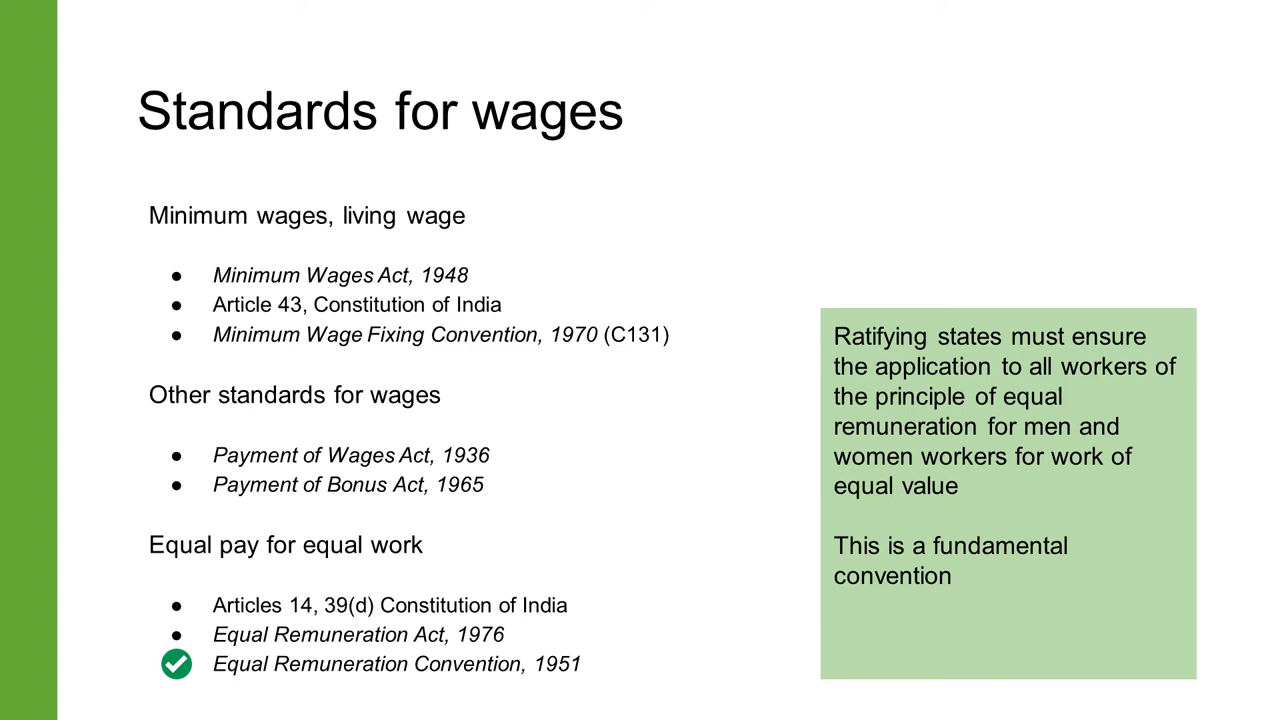 Standards for wages
Minimum wages, living wage
● Minimum Wages Act, 1948
● Article 43, Constitution of India
● Minimum Wage Fixing Convention, 1970 (C131)
Other standards for wages
● Payment of Wages Act, 1936
● Payment of Bonus Act, 1965
Equal pay for equal work
● Articles 14, 39(d) Constitution of India
● Equal Remuneration Act, 1976
Equal Remuneration Convention, 1951
Ratifying states must ensure
the application to all workers of
the principle of equal
remuneration for men and
women workers for work of
equal value
This is a fundamental
convention